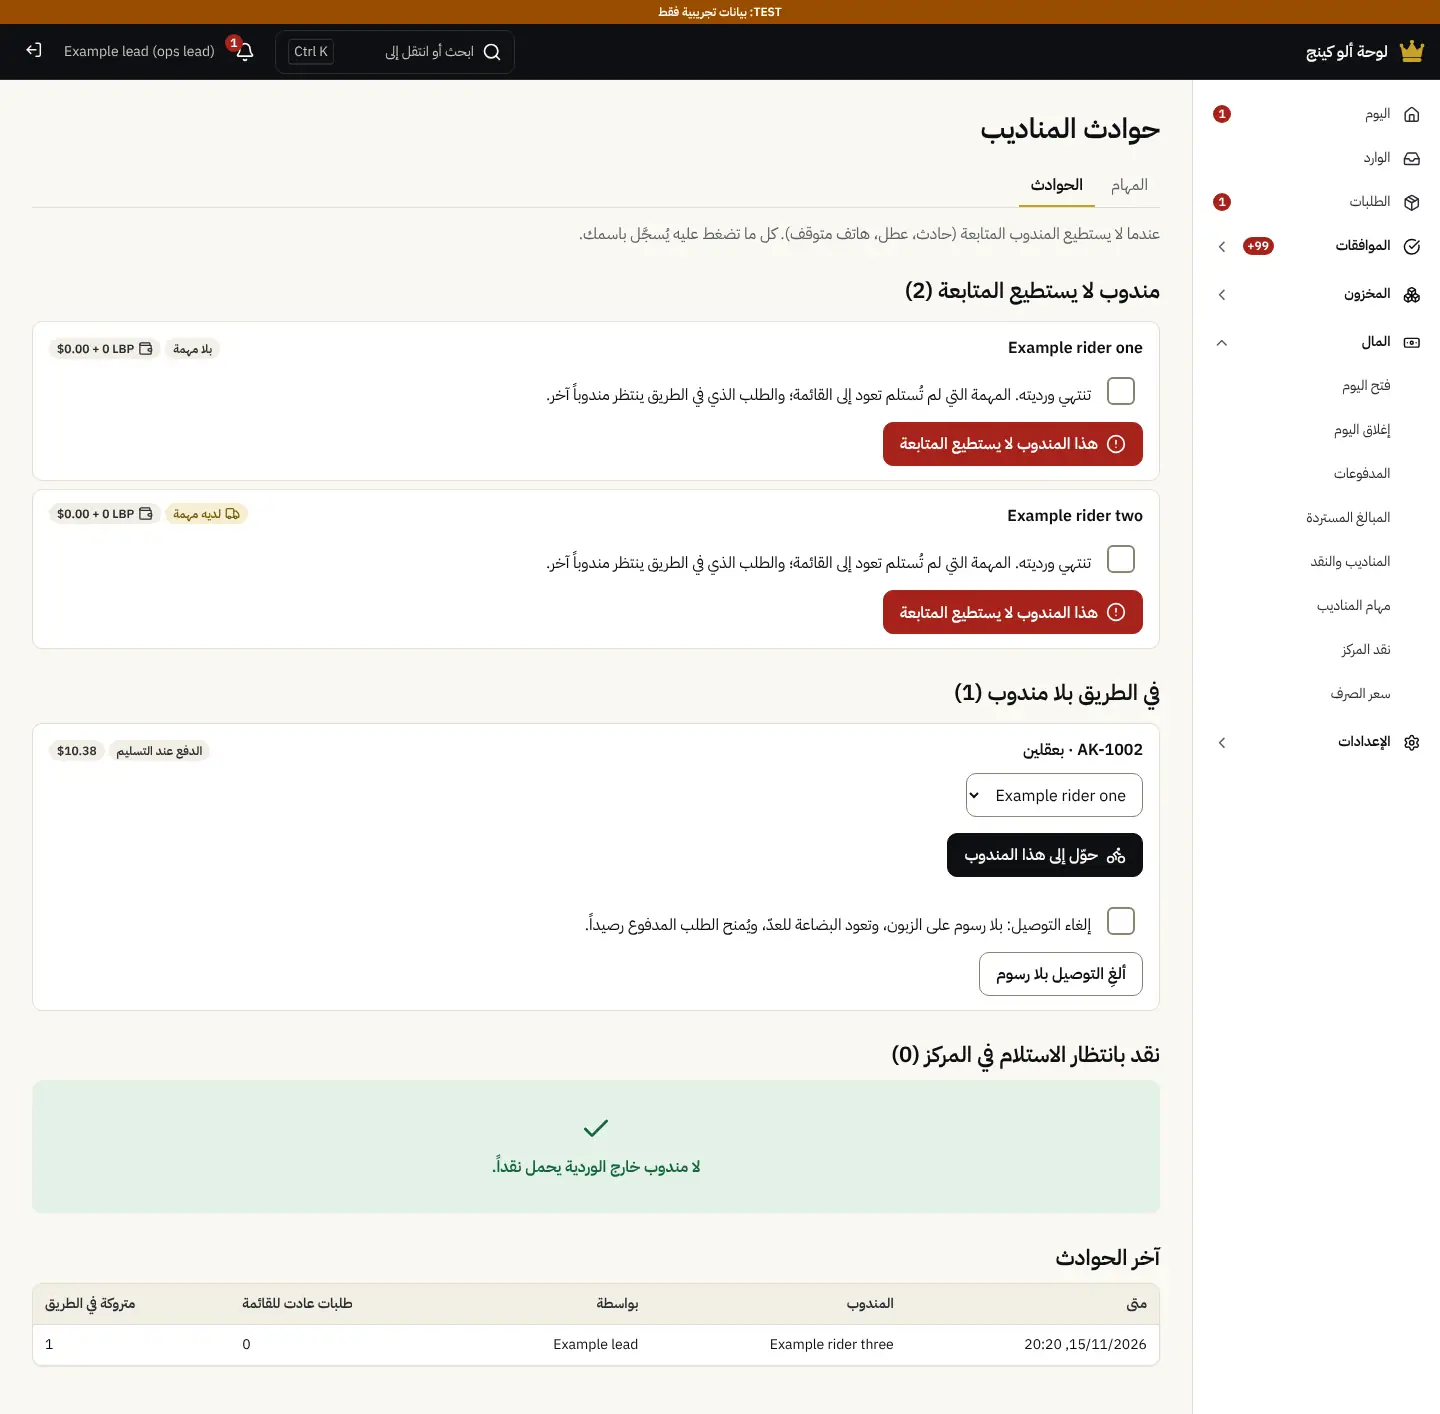 TEST: بيانات تجريبية فقط
لوحة ألو كينج
ابحث أو انتقل إلى
Ctrl K
1
Example lead (ops lead)
اليوم
1
الوارد
الطلبات
1
الموافقات
99+
المخزون
المال
فتح اليوم
إغلاق اليوم
المدفوعات
المبالغ المستردة
المناديب والنقد
مهام المناديب
نقد المركز
سعر الصرف
الإعدادات
حوادث المناديب
المهام
الحوادث
عندما لا يستطيع المندوب المتابعة (حادث، عطل، هاتف متوقف). كل ما تضغط عليه يُسجَّل باسمك.
مندوب لا يستطيع المتابعة (2)
Example rider one
بلا مهمة
$0.00 + 0 LBP
تنتهي ورديته. المهمة التي لم تُستلم تعود إلى القائمة؛ والطلب الذي في الطريق ينتظر مندوباً آخر.
هذا المندوب لا يستطيع المتابعة
Example rider two
لديه مهمة
$0.00 + 0 LBP
تنتهي ورديته. المهمة التي لم تُستلم تعود إلى القائمة؛ والطلب الذي في الطريق ينتظر مندوباً آخر.
هذا المندوب لا يستطيع المتابعة
في الطريق بلا مندوب (1)
AK-1002 · بعقلين
الدفع عند التسليم
$10.38
Example rider one
حوّل إلى هذا المندوب
إلغاء التوصيل: بلا رسوم على الزبون، وتعود البضاعة للعدّ، ويُمنح الطلب المدفوع رصيداً.
ألغِ التوصيل بلا رسوم
نقد بانتظار الاستلام في المركز (0)
لا مندوب خارج الوردية يحمل نقداً.
آخر الحوادث
متى المندوب بواسطة طلبات عادت للقائمة متروكة في الطريق
15/11/2026, 20:20 Example rider three Example lead 0 1